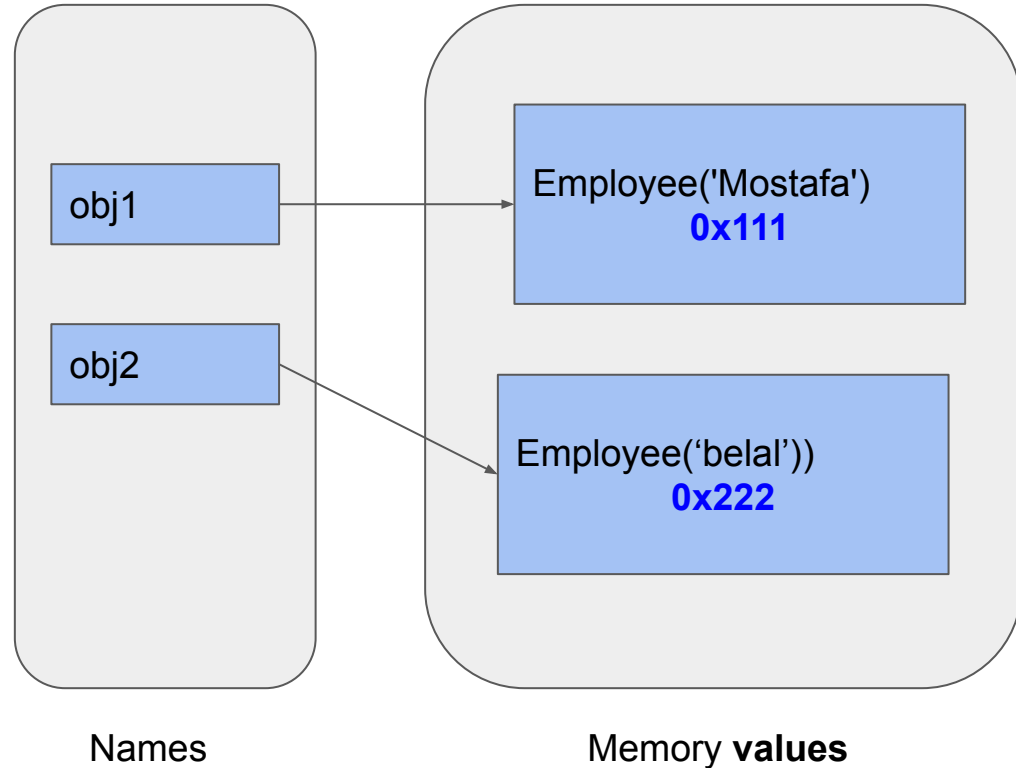 obj1
Employee('Mostafa')
0x111
obj2
Employee(‘belal’))
0x222
Names
Memory values